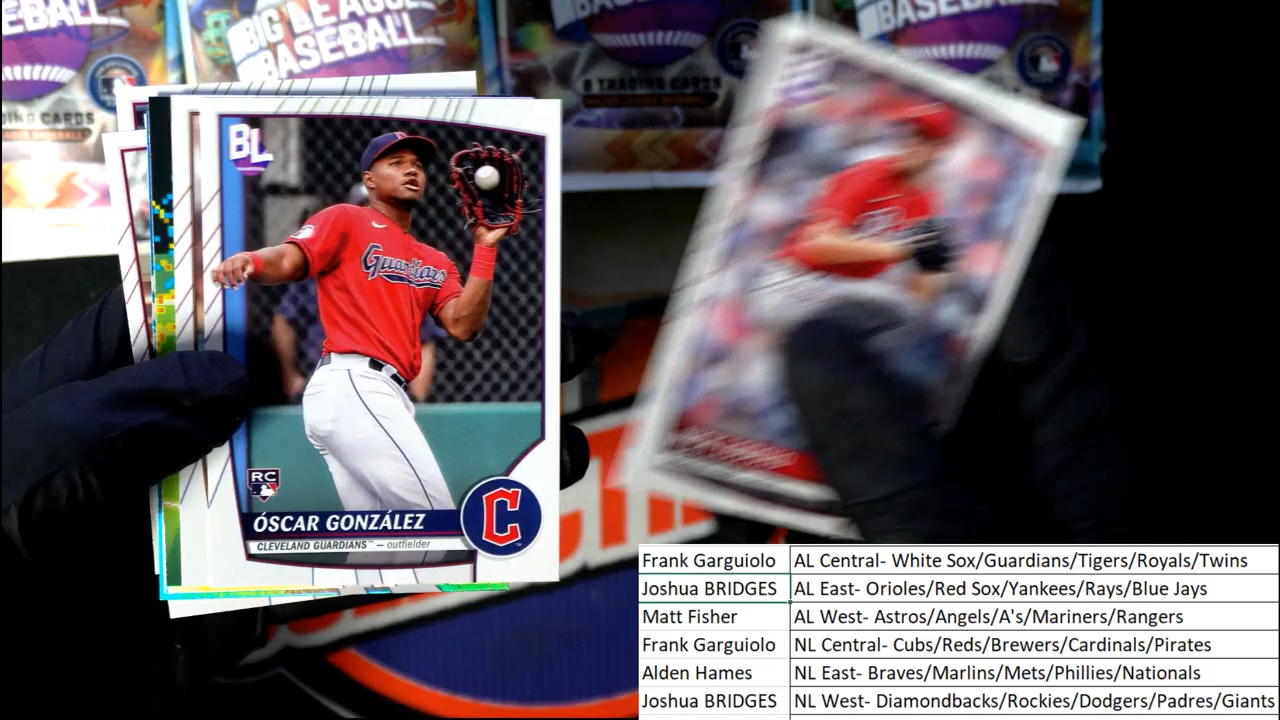 BIG LEAGUE
BASEBALL
BASEBALL
BASEBALL
8 TRADING CARDS
BL
Guardians
RC
ÓSCAR GONZÁLEZ
CLEVELAND GUARDIANS™ — outfielder
C
Frank Garguiolo AL Central- White Sox/Guardians/Tigers/Royals/Twins
Joshua BRIDGES AL East- Orioles/Red Sox/Yankees/Rays/Blue Jays
Matt Fisher AL West- Astros/Angels/A's/Mariners/Rangers
Frank Garguiolo NL Central- Cubs/Reds/Brewers/Cardinals/Pirates
Alden Hames NL East- Braves/Marlins/Mets/Phillies/Nationals
Joshua BRIDGES NL West- Diamondbacks/Rockies/Dodgers/Padres/Giants